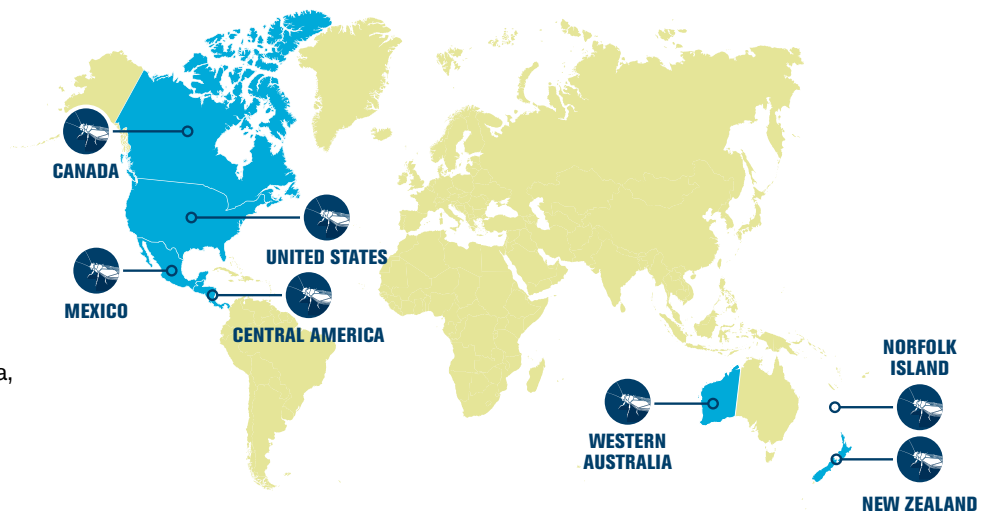 CANADA
UNITED STATES
MEXICO
CENTRAL AMERICA
NORFOLK
ISLAND
a,
WESTERN
AUSTRALIA
NEW ZEALAND